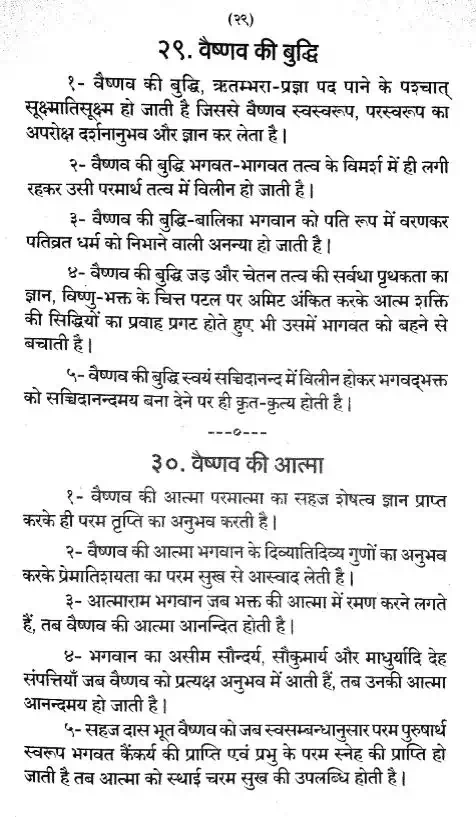 (२९)
२९. वैष्णव की बुद्धि
१- वैष्णव की बुद्धि, ऋतम्भरा-प्रज्ञा पद पाने के पश्चात्
सूक्ष्मातिसूक्ष्म हो जाती है जिससे वैष्णव स्वस्वरूप, परस्वरूप का
अपरोक्ष दर्शनानुभव और ज्ञान कर लेता है।
२- वैष्णव की बुद्धि भगवत-भागवत तत्व के विमर्श में ही लगी
रहकर उसी परमार्थ तत्व में विलीन हो जाती है।
३- वैष्णव की बुद्धि-बालिका भगवान को पति रूप में वरणकर
पतिव्रत धर्म को निभाने वाली अनन्या हो जाती है।
४- वैष्णव की बुद्धि जड़ और चेतन तत्व की सर्वथा पृथकता का
ज्ञान, विष्णु-भक्त के चित्त पटल पर अमिट अंकित करके आत्म शक्ति
की सिद्धियों का प्रवाह प्रगट होते हुए भी उसमें भागवत को बहने से
बचाती है।
५- वैष्णव की बुद्धि स्वयं सच्चिदानन्द में विलीन होकर भगवद्भक्त
को सच्चिदानन्दमय बना देने पर ही कृत-कृत्य होती है।
---०---
३०. वैष्णव की आत्मा
१- वैष्णव की आत्मा परमात्मा का सहज शेषत्व ज्ञान प्राप्त
करके ही परम तृप्ति का अनुभव करती है।
२- वैष्णव की आत्मा भगवान के दिव्यातिदिव्य गुणों का अनुभव
करके प्रेमातिशयता का परम सुख से आस्वाद लेती है।
३- आत्माराम भगवान जब भक्त की आत्मा में रमण करने लगते
हैं, तब वैष्णव की आत्मा आनन्दित होती है।
४- भगवान का असीम सौन्दर्य, सौकुमार्य और माधुर्यादि देह
संपत्तियाँ जब वैष्णव को प्रत्यक्ष अनुभव में आती हैं, तब उनकी आत्मा
आनन्दमय हो जाती है।
५- सहज दास भूत वैष्णव को जब स्वसम्बन्धानुसार परम पुरुषार्थ
स्वरूप भगवत कैंकर्य की प्राप्ति एवं प्रभु के परम स्नेह की प्राप्ति हो
जाती है तब आत्मा को स्थाई चरम सुख की उपलब्धि होती है।